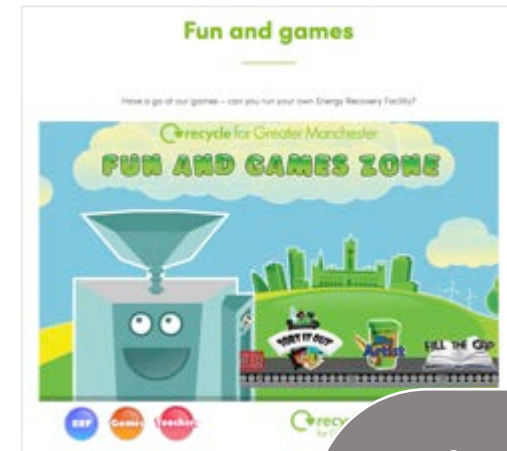 Fun and games
Have a go at our games – can you run your own Energy Recovery Facility?
recycle for Greater Manchester
FUN AND GAMES ZONE
SORT IT OUT
Artist
FILL THE GAP
ERF
Games
Teachers